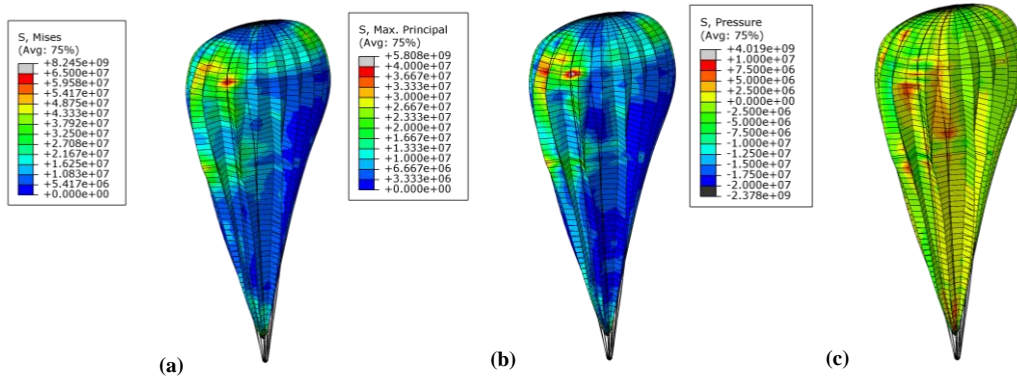 S, Mises
(Avg: 75%)
+8.245e+09
+6.500e+07
+5.958e+07
+5.417e+07
+4.875e+07
+4.333e+07
+3.792e+07
+3.250e+07
+2.708e+07
+2.167e+07
+1.625e+07
+1.083e+07
+5.417e+06
+0.000e+00
(a)
S, Max. Principal
(Avg: 75%)
+5.808e+09
+4.000e+07
+3.667e+07
+3.333e+07
+3.000e+07
+2.667e+07
+2.333e+07
+2.000e+07
+1.667e+07
+1.333e+07
+1.000e+07
+6.667e+06
+3.333e+06
+0.000e+00
(b)
S, Pressure
(Avg: 75%)
+4.019e+09
+1.000e+07
+7.500e+06
+5.000e+06
+2.500e+06
+0.000e+00
-2.500e+06
-5.000e+06
-7.500e+06
-1.000e+07
-1.250e+07
-1.500e+07
-1.750e+07
-2.000e+07
-2.378e+09
(c)